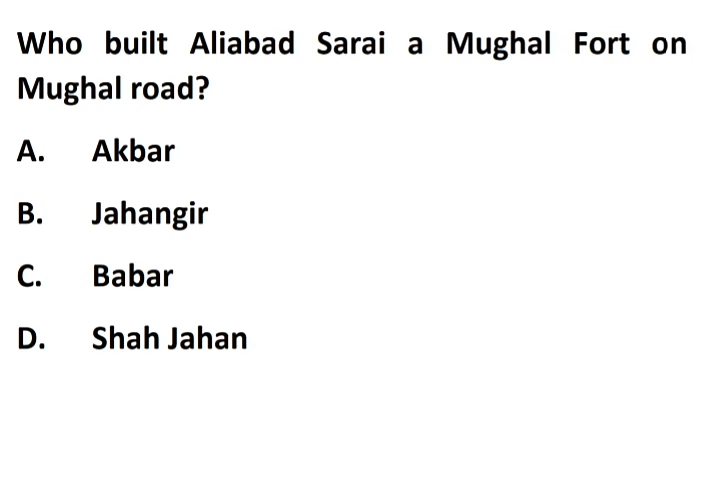 Who built Aliabad Sarai a Mughal Fort on
Mughal road?
A. Akbar
B. Jahangir
C. Babar
D. Shah Jahan